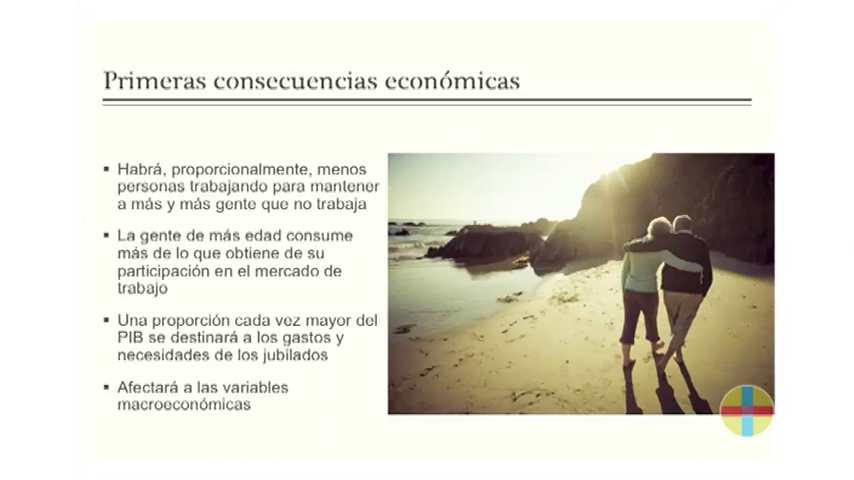 Primeras consecuencias económicas
Habrá, proporcionalmente, menos
personas trabajando para mantener
a más y más gente que no trabaja
La gente de más edad consume
más de lo que obtiene de su
participación en el mercado de
trabajo
Una proporción cada vez mayor del
PIB se destinará a los gastos y
necesidades de los jubilados
Afectará a las variables
macroeconómicas